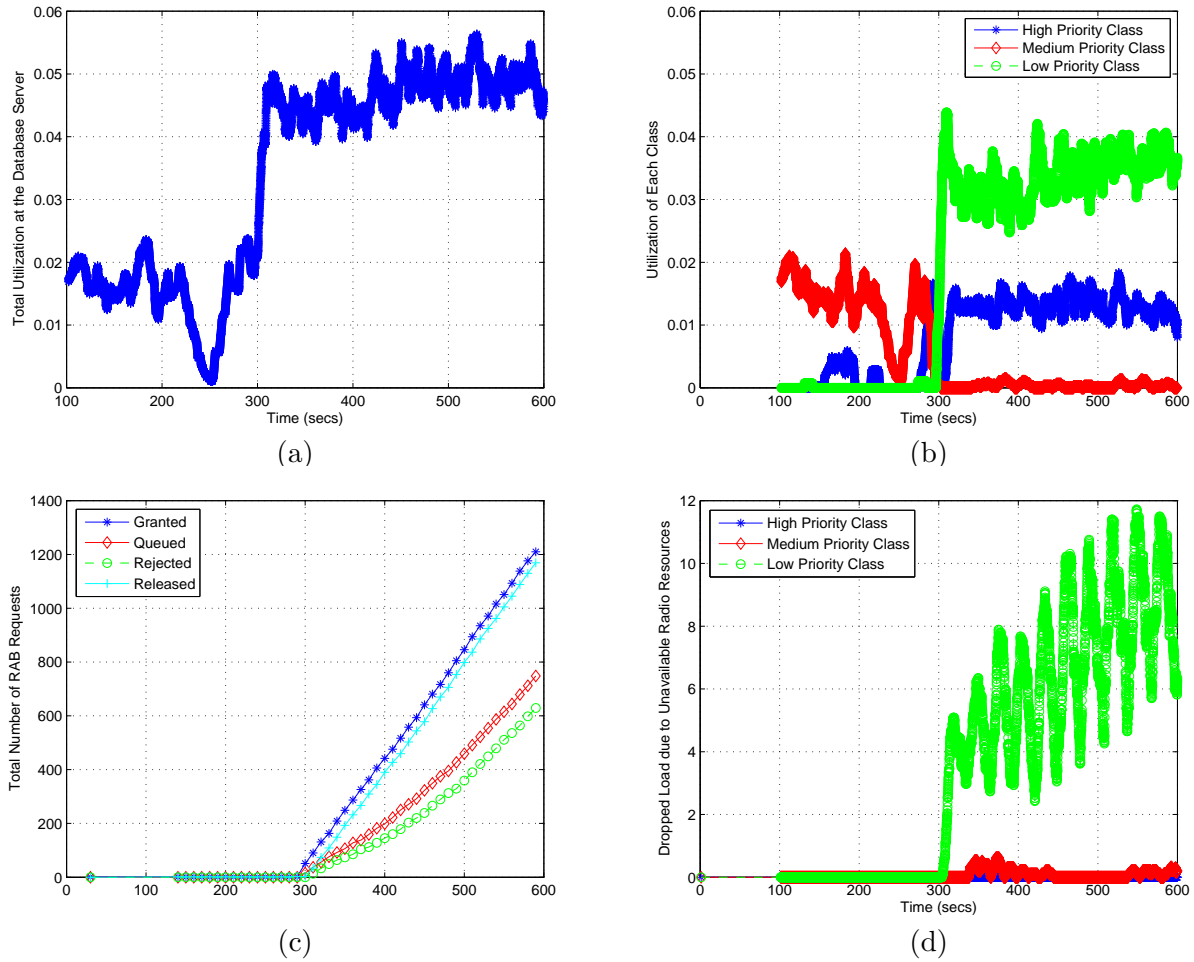 0.06
0.05
0.04
0.03
0.02
0.01
0
100 200 300 400 500 600
Total Utilization at the Database Server
Time (secs)
(a)
0.06
0.05
0.04
0.03
0.02
0.01
0
0 100 200 300 400 500 600
Utilization of Each Class
Time (secs)
High Priority Class
Medium Priority Class
Low Priority Class
(b)
1400
1200
1000
800
600
400
200
0
0 100 200 300 400 500 600
Total Number of RAB Requests
Time (secs)
Granted
Queued
Rejected
Released
(c)
12
10
8
6
4
2
0
0 100 200 300 400 500 600
Dropped Load due to Unavailable Radio Resources
Time (secs)
High Priority Class
Medium Priority Class
Low Priority Class
(d)